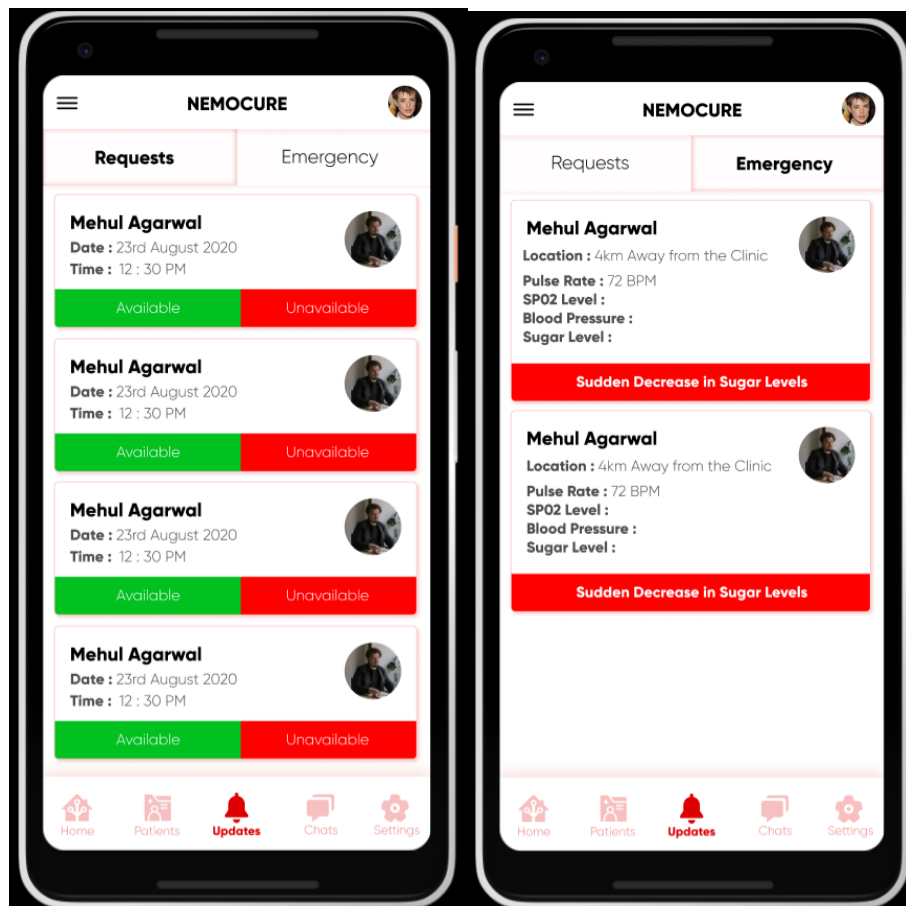 NEMOCURE
Requests Emergency
Mehul Agarwal
Date : 23rd August 2020
Time : 12 : 30 PM
Available Unavailable
Mehul Agarwal
Date : 23rd August 2020
Time : 12 : 30 PM
Available Unavailable
Mehul Agarwal
Date : 23rd August 2020
Time : 12 : 30 PM
Available Unavailable
Mehul Agarwal
Date : 23rd August 2020
Time : 12 : 30 PM
Available Unavailable
Home Patients Updates Chats Settings
NEMOCURE
Requests Emergency
Mehul Agarwal
Location : 4km Away from the Clinic
Pulse Rate : 72 BPM
SP02 Level :
Blood Pressure :
Sugar Level :
Sudden Decrease in Sugar Levels
Mehul Agarwal
Location : 4km Away from the Clinic
Pulse Rate : 72 BPM
SP02 Level :
Blood Pressure :
Sugar Level :
Sudden Decrease in Sugar Levels
Home Patients Updates Chats Settings